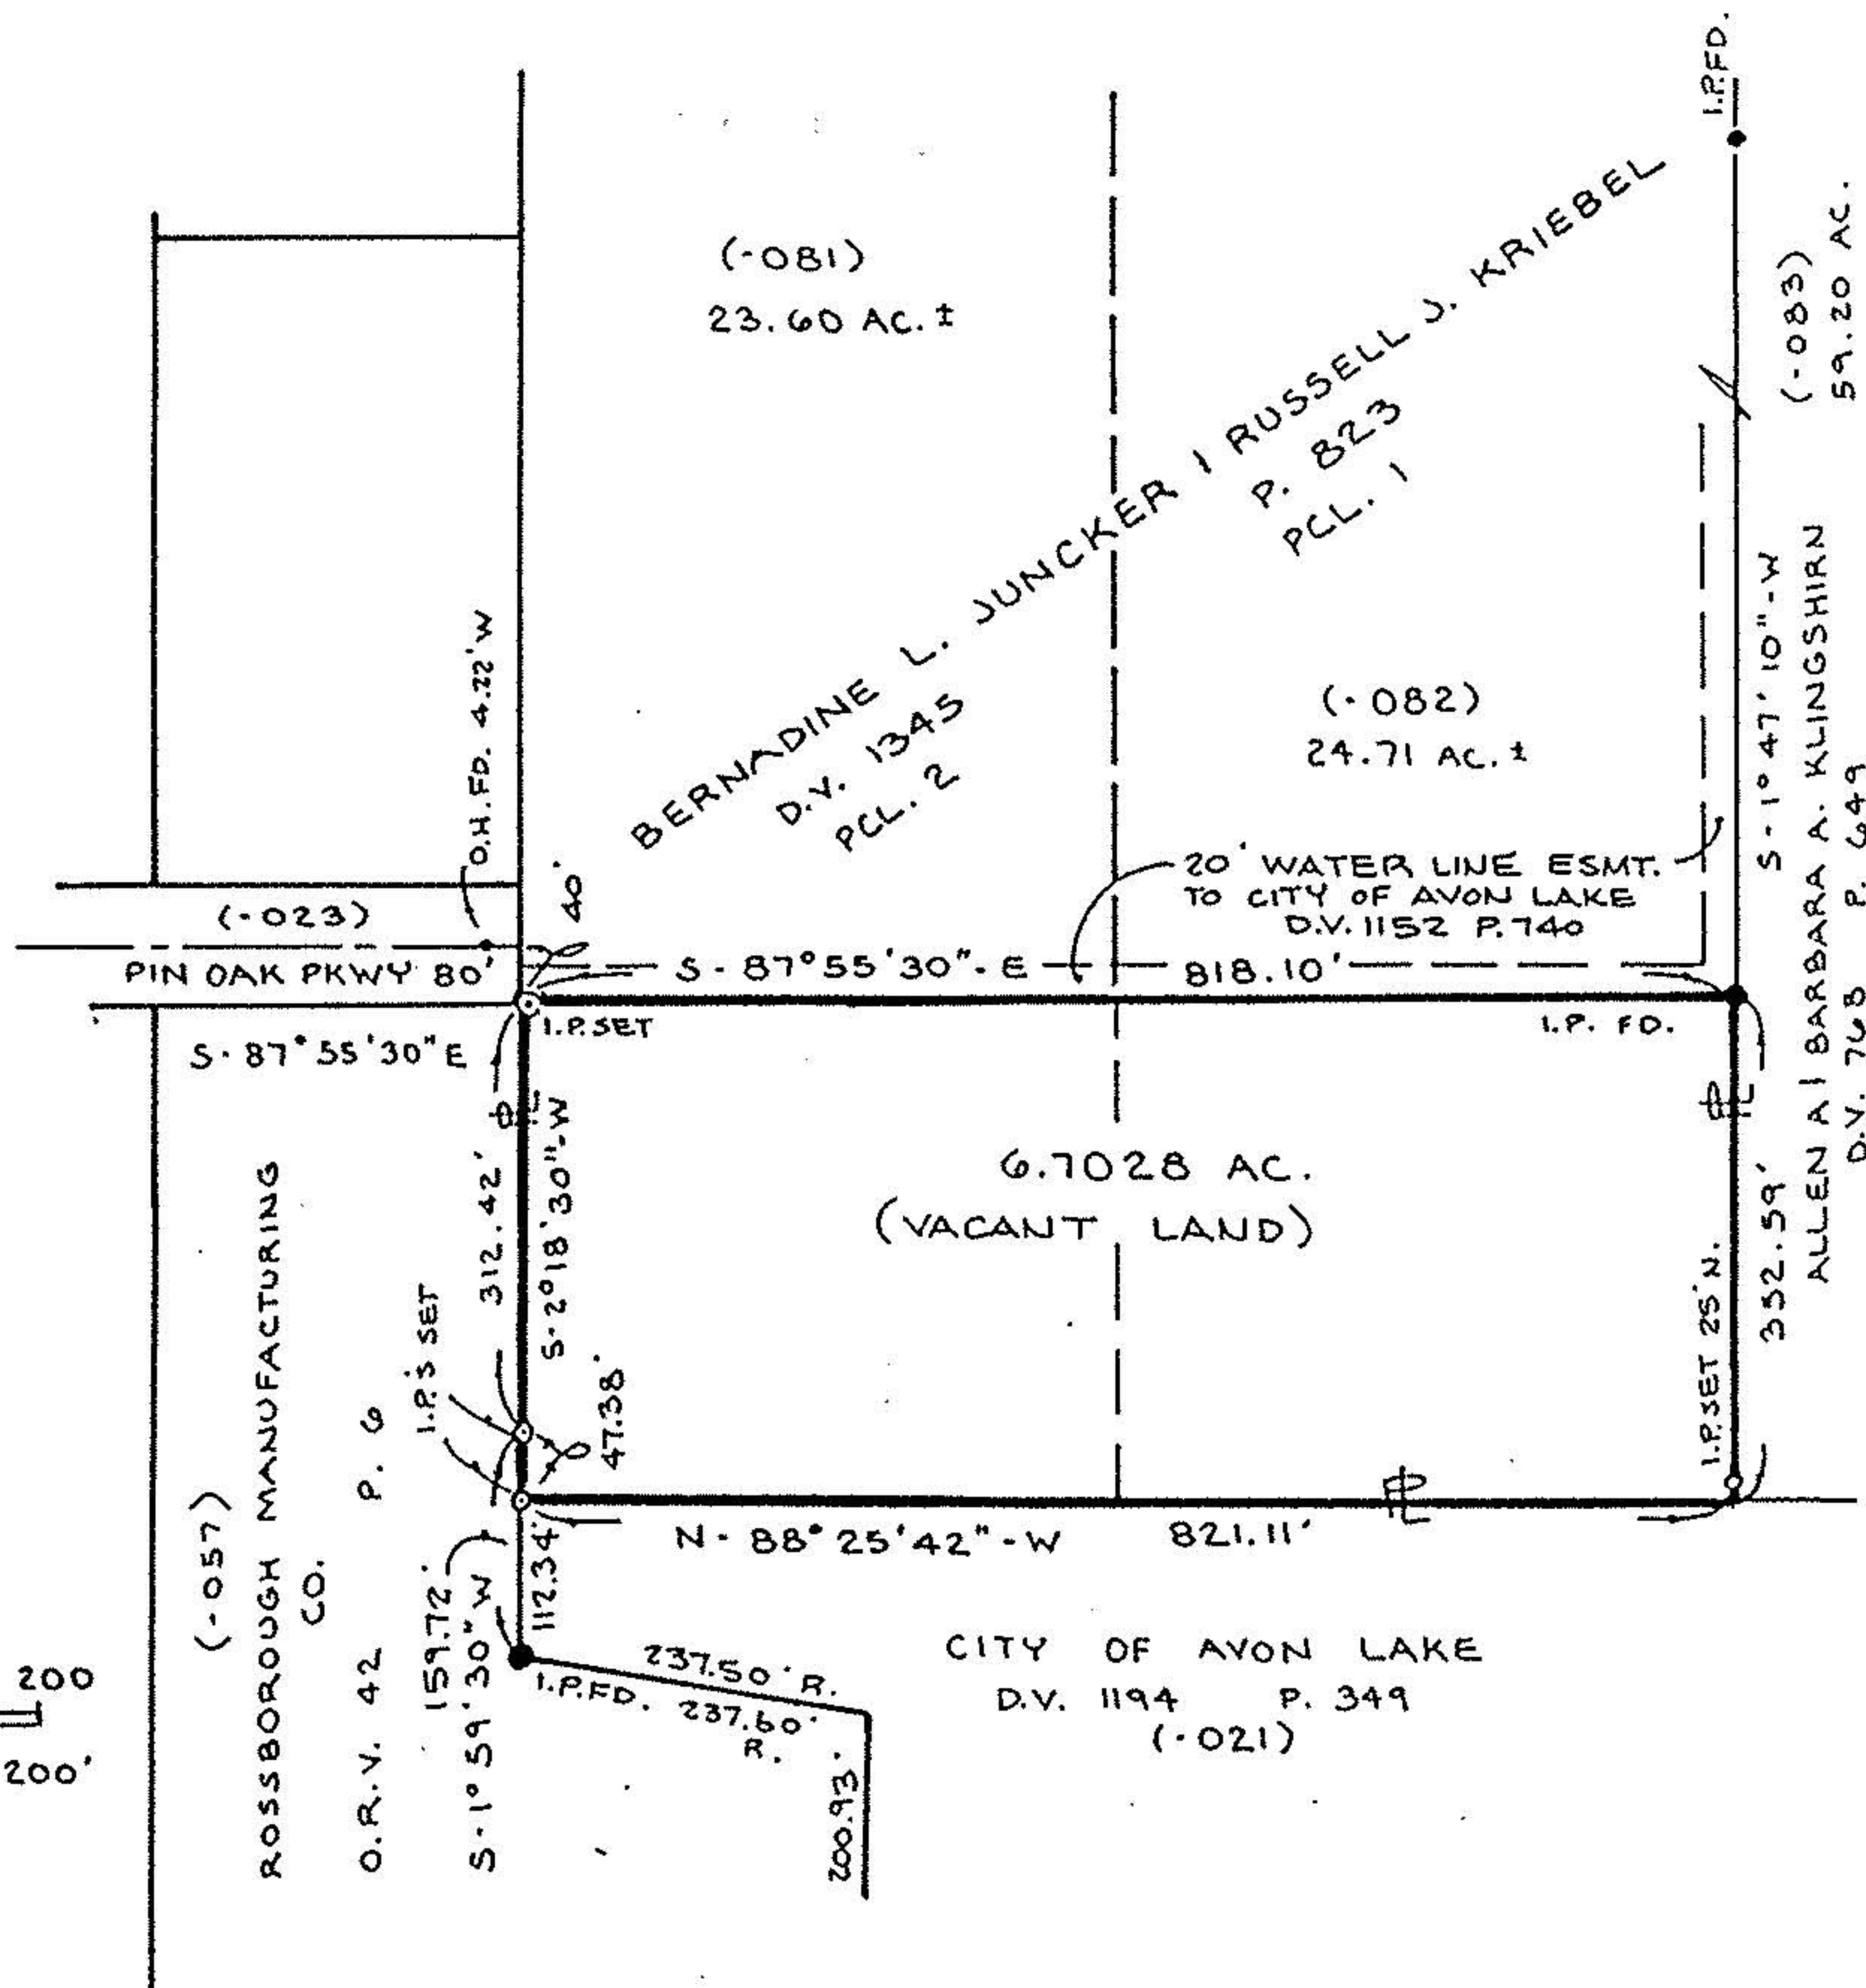 I.P.FD.
(-081)
23.60 AC. ±
(-083)
59.20 AC.
BERNADINE L. JUNCKER | RUSSELL J. KRIEBEL
D.V. 1345 P. 823
PCL. 2 PCL. 1
O.H.FD. 4.22'W
S-1°47'10"-W
(-082)
24.71 AC. ±
20' WATER LINE ESMT.
TO CITY OF AVON LAKE
D.V. 1152 P. 740
40'
(-023)
PIN OAK PKWY 80'
S-87°55'30"-E 818.10'
I.P.SET
I.P. FD.
S-87°55'30"E
ALLEN A | BARBARA A. KLINGSHIRN
D.V. 763 P. 649
312.42'
S-2°18'30"-W
6.7028 AC.
(VACANT LAND)
352.59'
I.P.SET 25'N.
I.P.'S SET
47.38'
PL
N-88°25'42"-W 821.11'
(-057)
ROSSBOROUGH MANUFACTURING
CO.
O.R.V. 42 P. 6
159.72'
S-1°59'30"W
112.34'
I.P.FD.
237.50' R.
237.60'
R.
200.93'
CITY OF AVON LAKE
D.V. 1194 P. 349
(-021)
200
200'